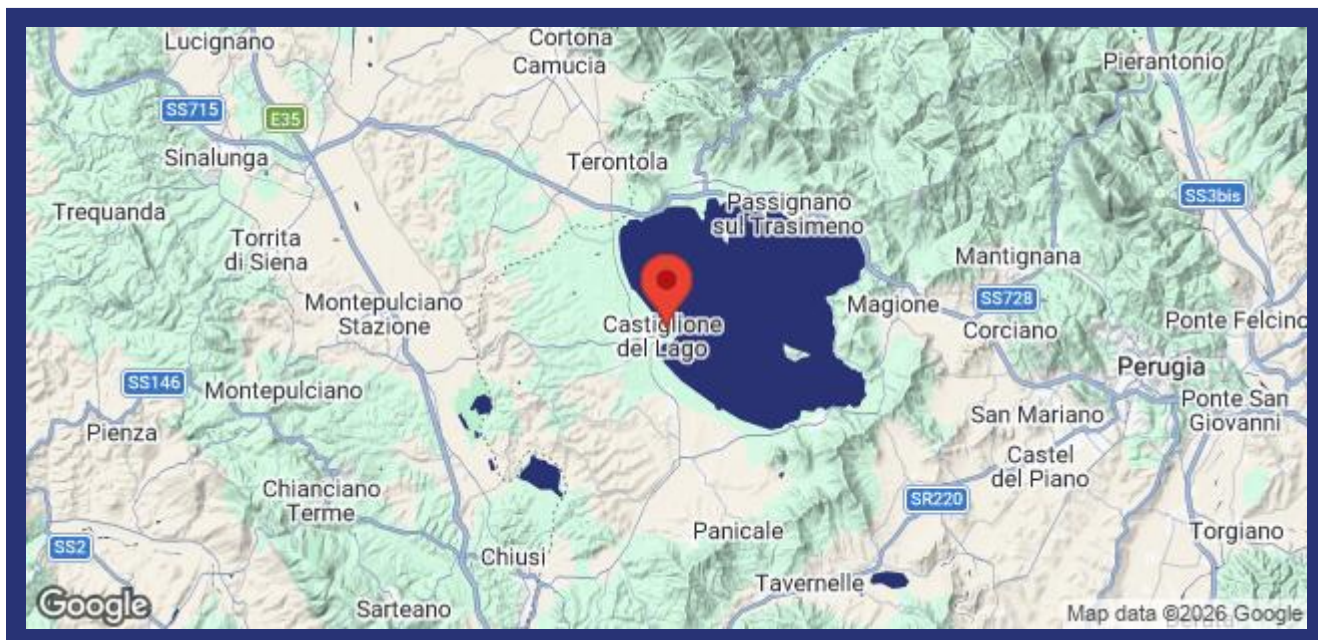 Lucignano
Cortona
Camucia
Pierantonio
SS715
E35
Sinalunga
Terontola
Trequanda
Passignano
sul Trasimeno
SS3bis
Torrita
di Siena
Mantignana
Montepulciano
Stazione
Castiglione
del Lago
Magione
SS728
Corciano
Ponte Felcino
SS146
Montepulciano
Perugia
Pienza
San Mariano
Ponte San
Giovanni
Castel
del Piano
Chianciano
Terme
SR220
SS2
Chiusi
Panicale
Torgiano
Tavernelle
Sarteano
Google
Map data ©2026 Google